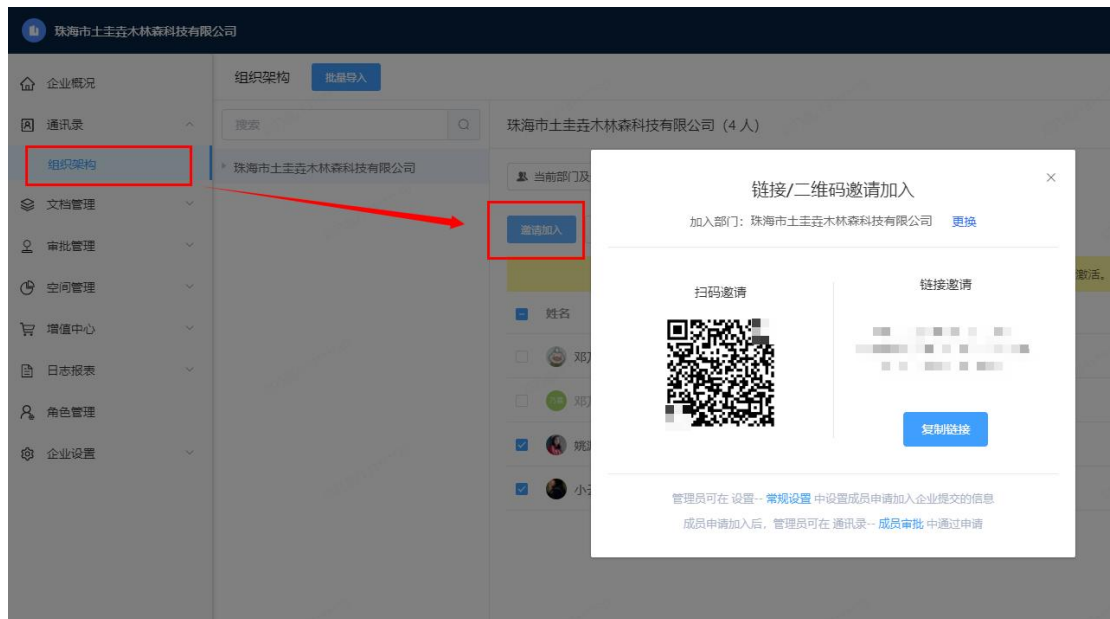 珠海市土圭垚木林森科技有限公司
企业概况
通讯录
组织架构
文档管理
审批管理
空间管理
增值中心
日志报表
角色管理
企业设置
组织架构 批量导入
搜索
珠海市土圭垚木林森科技有限公司
珠海市土圭垚木林森科技有限公司（4 人）
当前部门及
邀请加入
激活。
姓名
邓
邓
姚
小
链接/二维码邀请加入
加入部门：珠海市土圭垚木林森科技有限公司 更换
扫码邀请
链接邀请
复制链接
管理员可在 设置-- 常规设置 中设置成员申请加入企业提交的信息
成员申请加入后，管理员可在 通讯录-- 成员审批 中通过申请